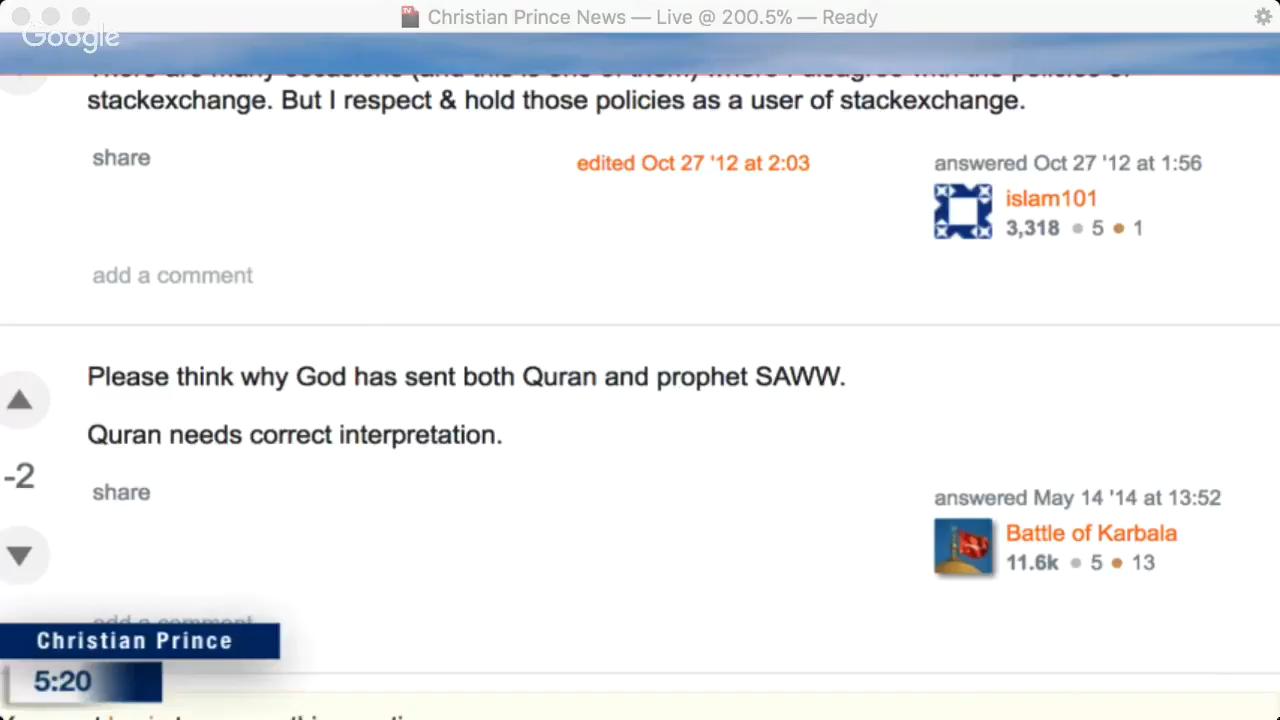 Christian Prince News — Live @ 200.5% — Ready
Google
stackexchange. But I respect & hold those policies as a user of stackexchange.
share
edited Oct 27 '12 at 2:03
answered Oct 27 '12 at 1:56
islam101
3,318 ● 5 ● 1
add a comment
Please think why God has sent both Quran and prophet SAWW.
Quran needs correct interpretation.
-2
share
answered May 14 '14 at 13:52
Battle of Karbala
11.6k ● 5 ● 13
add a comment
Christian Prince
5:20